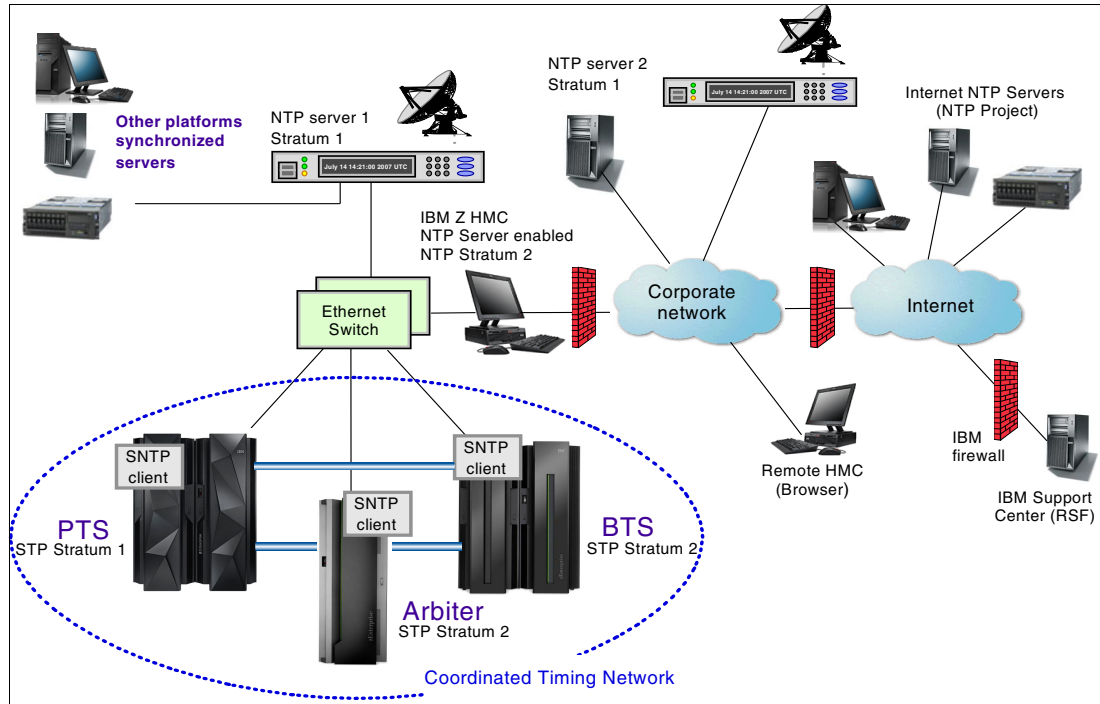 Other platforms
synchronized
servers
NTP server 1
Stratum 1
July 14 14:21:00 2007 UTC
NTP server 2
Stratum 1
July 14 14:21:00 2007 UTC
Internet NTP Servers
(NTP Project)
IBM Z HMC
NTP Server enabled
NTP Stratum 2
Ethernet
Switch
Corporate
network
Internet
Remote HMC
(Browser)
IBM
firewall
IBM Support
Center (RSF)
SNTP
client
PTS
STP Stratum 1
SNTP
client
Arbiter
STP Stratum 2
SNTP
client
BTS
STP Stratum 2
Coordinated Timing Network